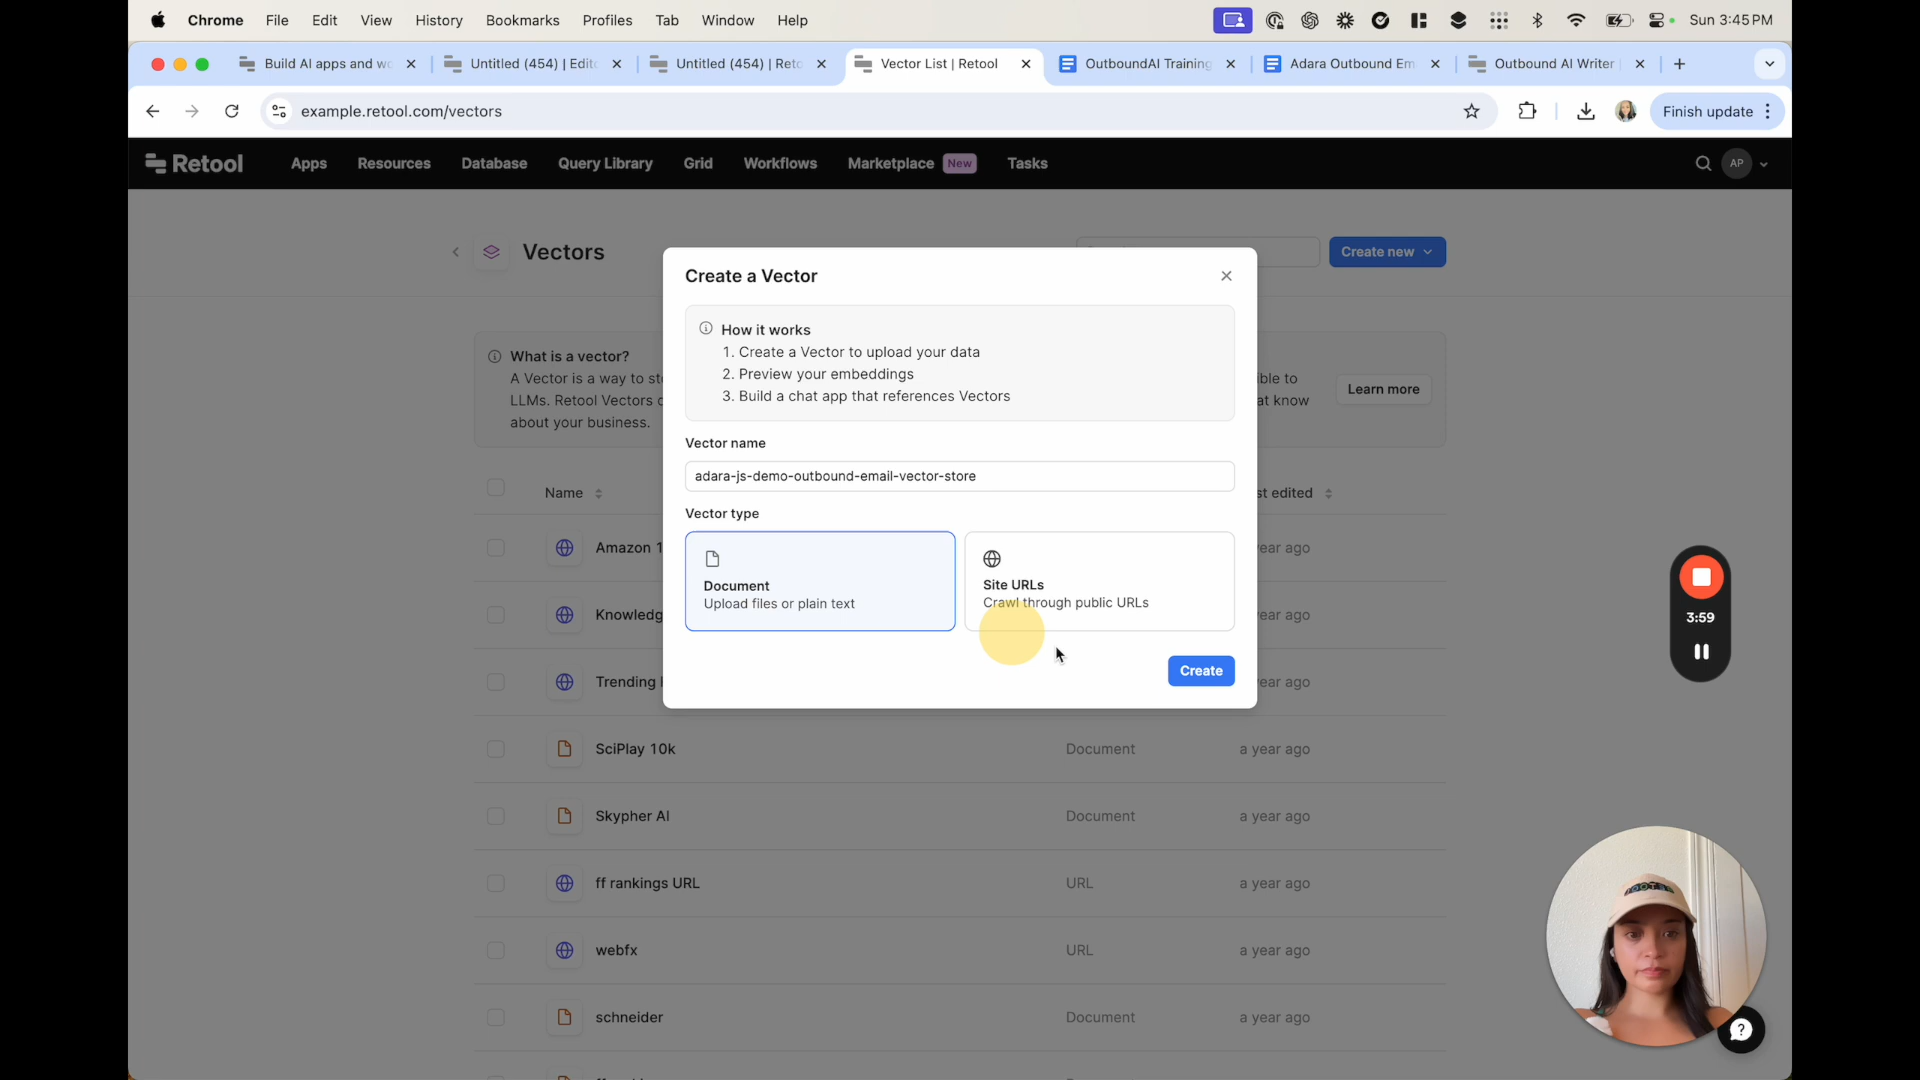 Chrome File Edit View History Bookmarks Profiles Tab Window Help Sun 3:45 PM
Build AI apps and wo Untitled (454) | Edito Untitled (454) | Reto Vector List | Retool OutboundAI Training Adara Outbound Em Outbound AI Writer
example.retool.com/vectors Finish update
Retool Apps Resources Database Query Library Grid Workflows Marketplace New Tasks AP
Vectors Create new
Create a Vector
How it works
1. Create a Vector to upload your data
2. Preview your embeddings
3. Build a chat app that references Vectors
Vector name
adara-js-demo-outbound-email-vector-store
Vector type
Document
Upload files or plain text
Site URLs
Crawl through public URLs
Create
What is a vector?
A Vector is a way to sto ible to
LLMs. Retool Vectors at know
about your business.
Learn more
Name st edited
Amazon 1 ear ago
Knowledg ear ago
Trending ear ago
SciPlay 10k Document a year ago
Skypher AI Document a year ago
ff rankings URL URL a year ago
webfx URL a year ago
schneider Document a year ago
3:59
?